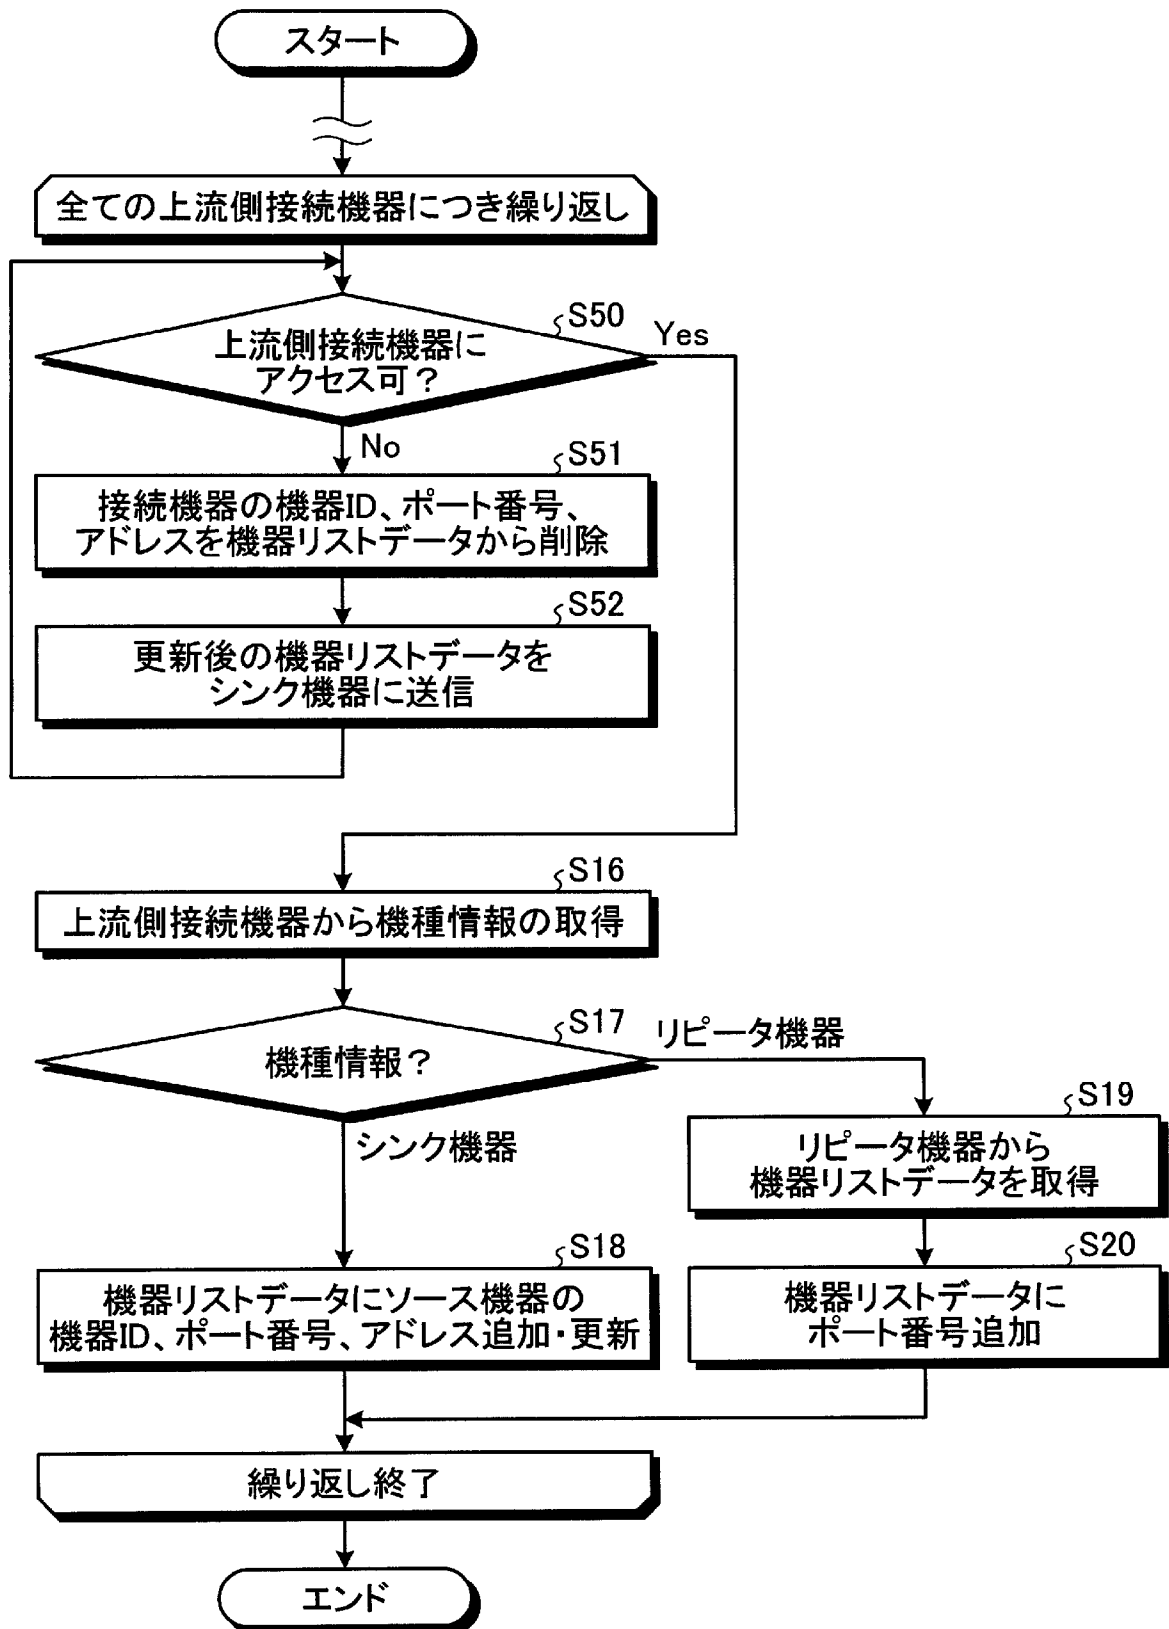 スタート
全ての上流側接続機器につき繰り返し
S50
上流側接続機器に
アクセス可？
Yes
No
S51
接続機器の機器ID、ポート番号、
アドレスを機器リストデータから削除
S52
更新後の機器リストデータを
シンク機器に送信
S16
上流側接続機器から機種情報の取得
S17
機種情報？
リピータ機器
シンク機器
S19
リピータ機器から
機器リストデータを取得
S18
機器リストデータにソース機器の
機器ID、ポート番号、アドレス追加・更新
S20
機器リストデータに
ポート番号追加
繰り返し終了
エンド